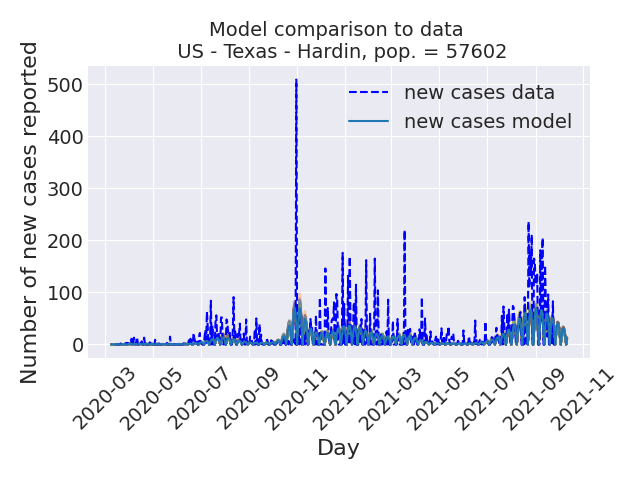 Model comparison to data
US - Texas - Hardin, pop. = 57602
Number of new cases reported
500
400
300
200
100
0
new cases data
new cases model
2020-03
2020-05
2020-07
2020-09
2020-11
2021-01
2021-03
2021-05
2021-07
2021-09
2021-11
Day